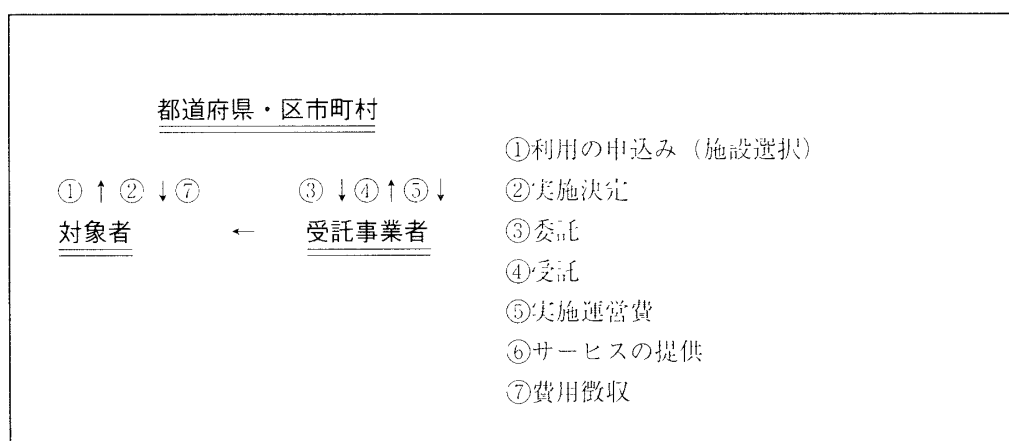 都道府県・区市町村
①利用の申込み（施設選択）
①↑②↓⑦ ③↓④↑⑤↓
②実施決定
対象者 ← 受託事業者
③委託
④受託
⑤実施運営費
⑥サービスの提供
⑦費用徴収